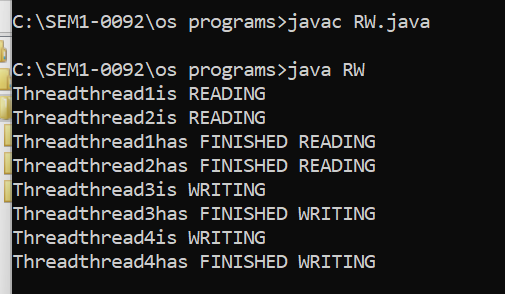 C:\SEM1-0092\os programs>javac RW.java
C:\SEM1-0092\os programs>java RW
Threadthread1is READING
Threadthread2is READING
Threadthread1has FINISHED READING
Threadthread2has FINISHED READING
Threadthread3is WRITING
Threadthread3has FINISHED WRITING
Threadthread4is WRITING
Threadthread4has FINISHED WRITING